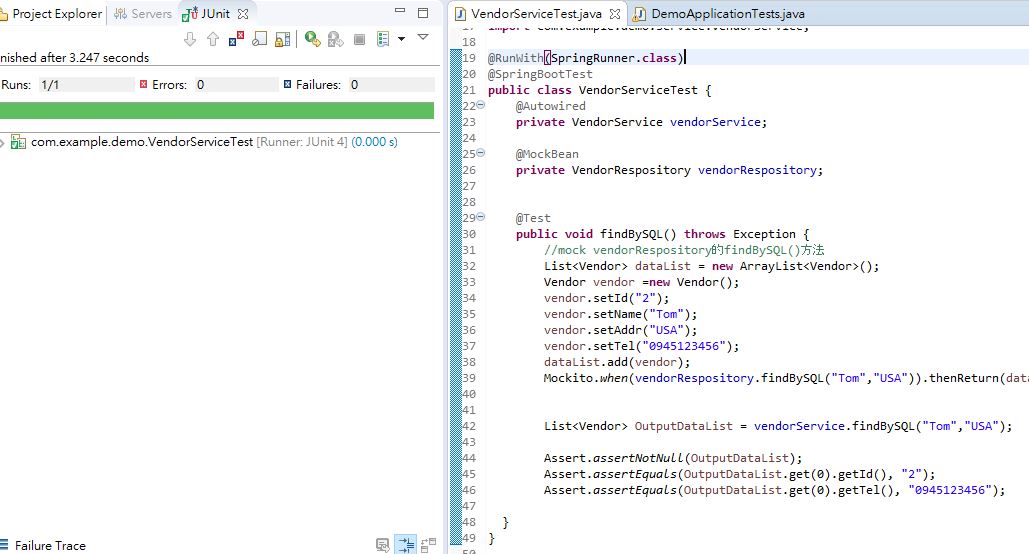 Project Explorer
Servers
JUnit
nished after 3.247 seconds
Runs: 1/1
Errors: 0
Failures: 0
com.example.demo.VendorServiceTest [Runner: JUnit 4] (0.000 s)
Failure Trace
VendorServiceTest.java
DemoApplicationTests.java
17 import com.example.demo.service.VendorService;
18
19 @RunWith(SpringRunner.class)
20 @SpringBootTest
21 public class VendorServiceTest {
22 @Autowired
23 private VendorService vendorService;
24
25 @MockBean
26 private VendorRespository vendorRespository;
27
28
29 @Test
30 public void findBySQL() throws Exception {
31 //mock vendorRespository的findBySQL()方法
32 List<Vendor> dataList = new ArrayList<Vendor>();
33 Vendor vendor =new Vendor();
34 vendor.setId("2");
35 vendor.setName("Tom");
36 vendor.setAddr("USA");
37 vendor.setTel("0945123456");
38 dataList.add(vendor);
39 Mockito.when(vendorRespository.findBySQL("Tom","USA")).thenReturn(data
40
41
42 List<Vendor> OutputDataList = vendorService.findBySQL("Tom","USA");
43
44 Assert.assertNotNull(OutputDataList);
45 Assert.assertEquals(OutputDataList.get(0).getId(), "2");
46 Assert.assertEquals(OutputDataList.get(0).getTel(), "0945123456");
47
48 }
49 }
50